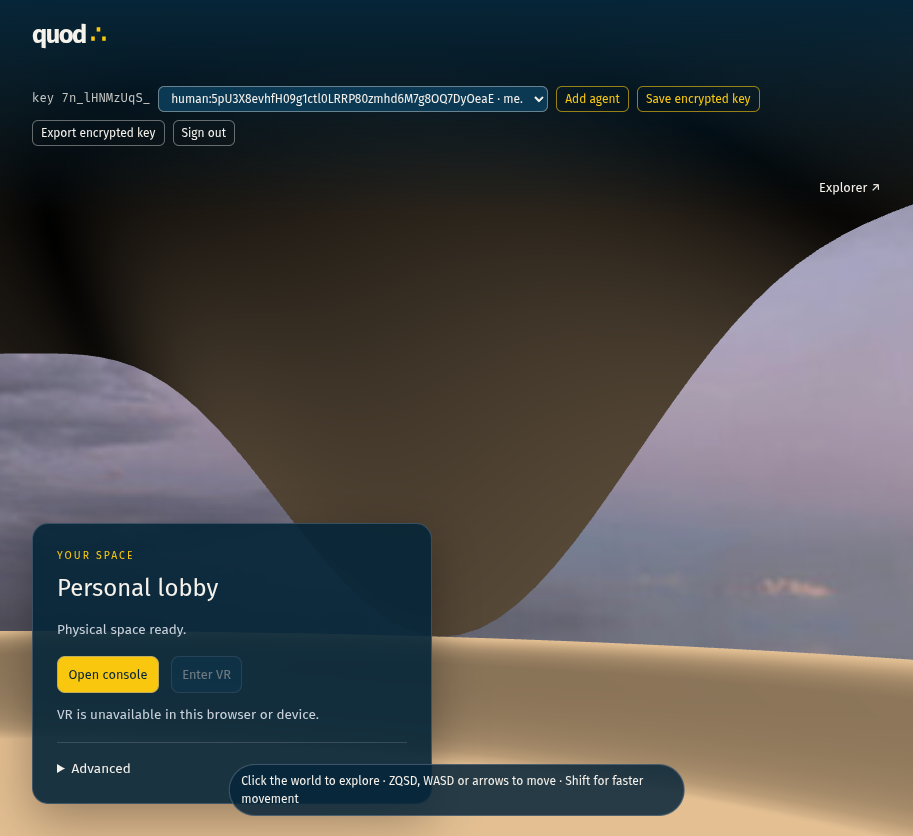 quod
key 7n_lHNMzUqS_ human:5pU3X8evhfH09g1ctl0LRRP80zmhd6M7g8OQ7DyOeaE · me. Add agent Save encrypted key
Export encrypted key Sign out
Explorer ↗
YOUR SPACE
Personal lobby
Physical space ready.
Open console Enter VR
VR is unavailable in this browser or device.
▶ Advanced
Click the world to explore · ZQSD, WASD or arrows to move · Shift for faster
movement